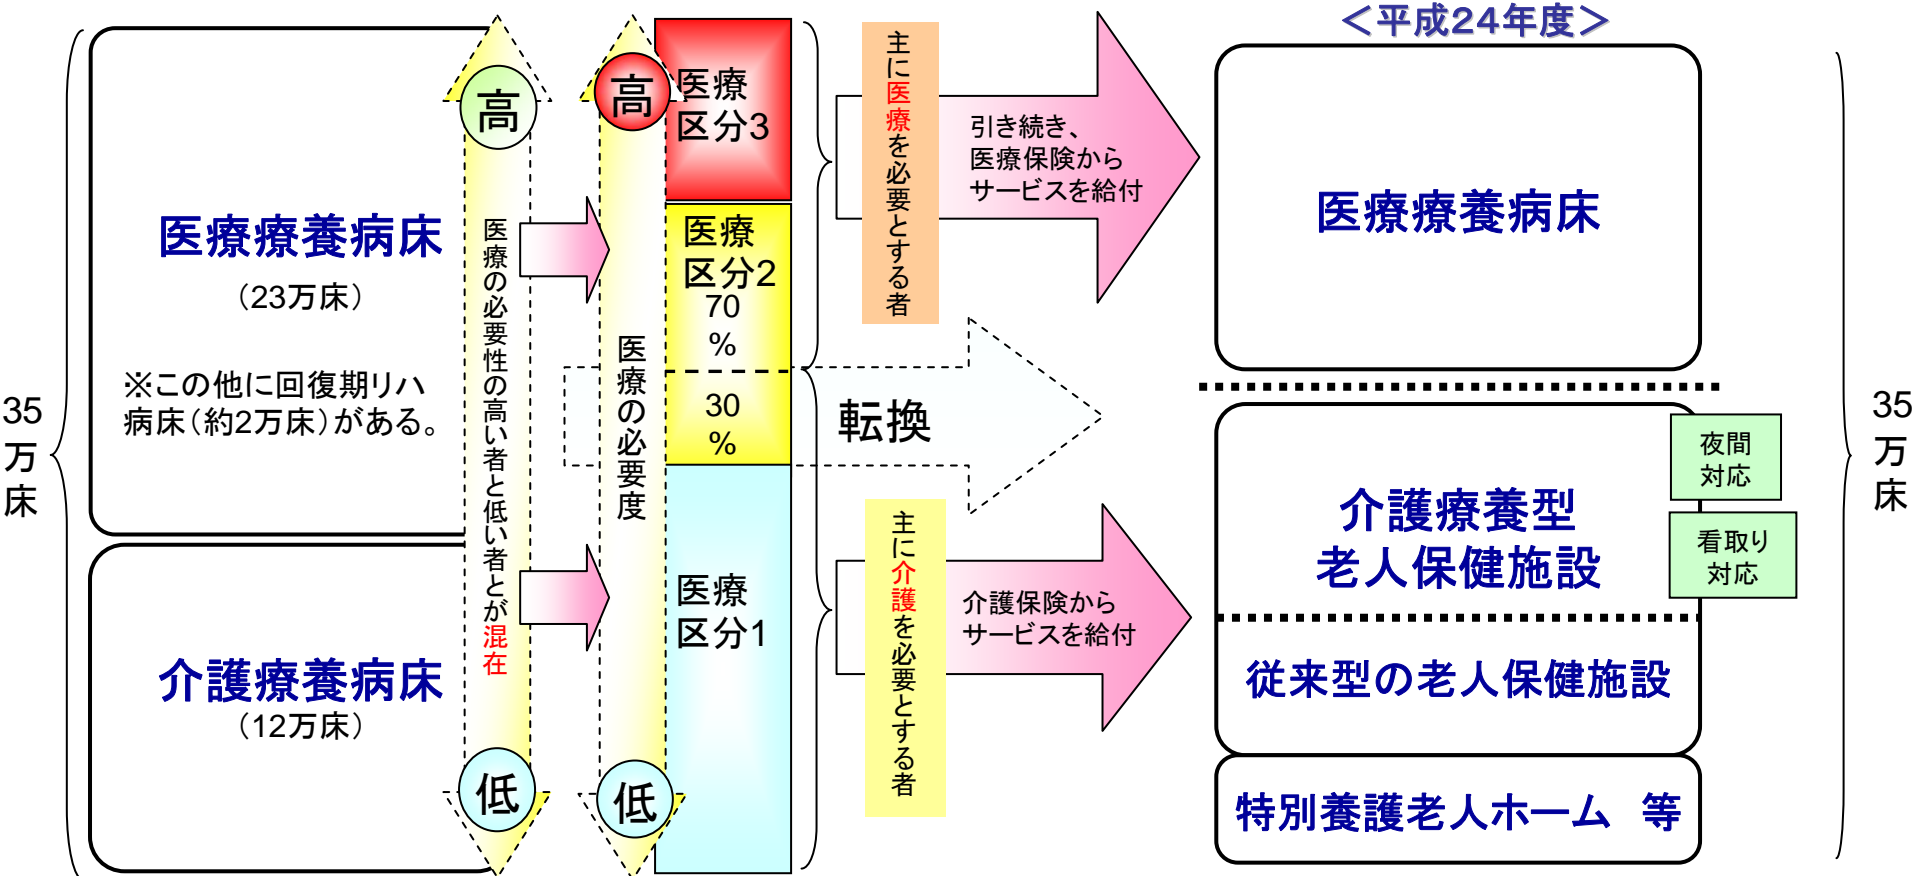 35
万
床
医療療養病床
（23万床）
※この他に回復期リハ
病床（約2万床）がある。
介護療養病床
（12万床）
高
医療の必要性の高い者と低い者とが混在
低
高
医療の必要度
低
医療
区分3
医療
区分2
70
%
30
%
医療
区分1
主に医療を必要とする者
引き続き、
医療保険から
サービスを給付
転換
主に介護を必要とする者
介護保険から
サービスを給付
＜平成24年度＞
医療療養病床
介護療養型
老人保健施設
夜間
対応
看取り
対応
従来型の老人保健施設
特別養護老人ホーム　等
35
万
床